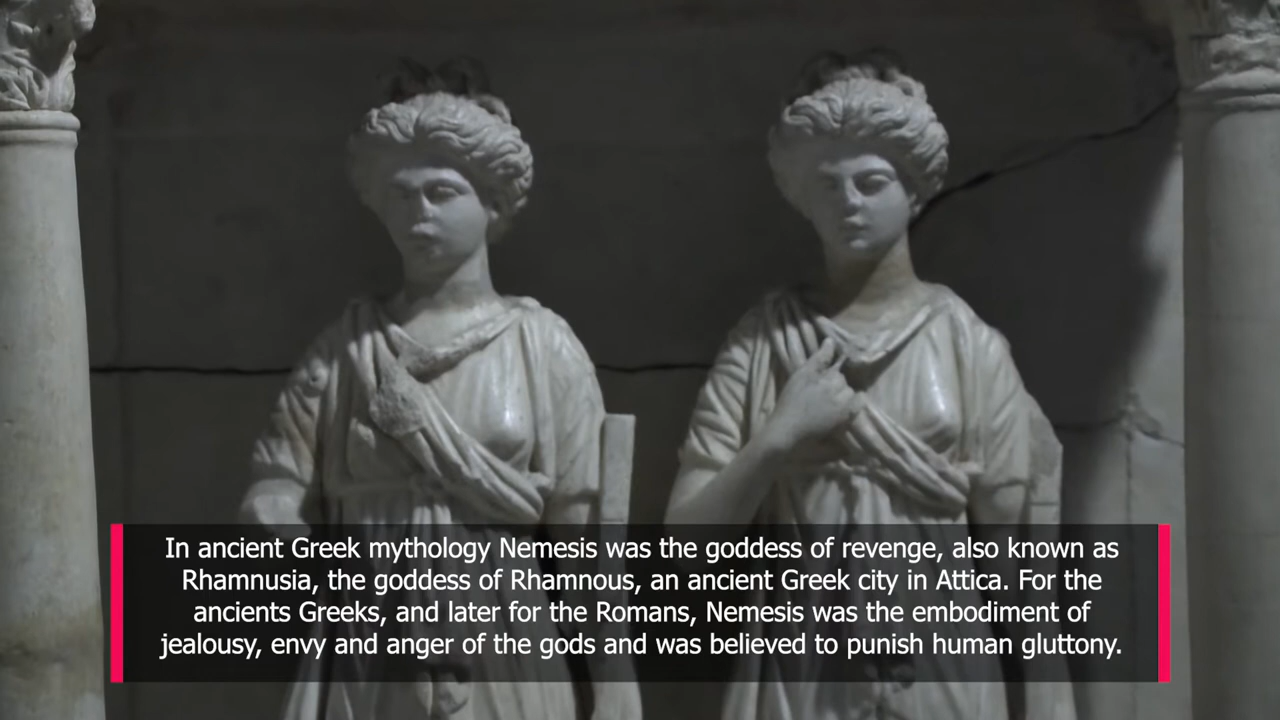 In ancient Greek mythology Nemesis was the goddess of revenge, also known as
Rhamnusia, the goddess of Rhamnous, an ancient Greek city in Attica. For the
ancients Greeks, and later for the Romans, Nemesis was the embodiment of
jealousy, envy and anger of the gods and was believed to punish human gluttony.